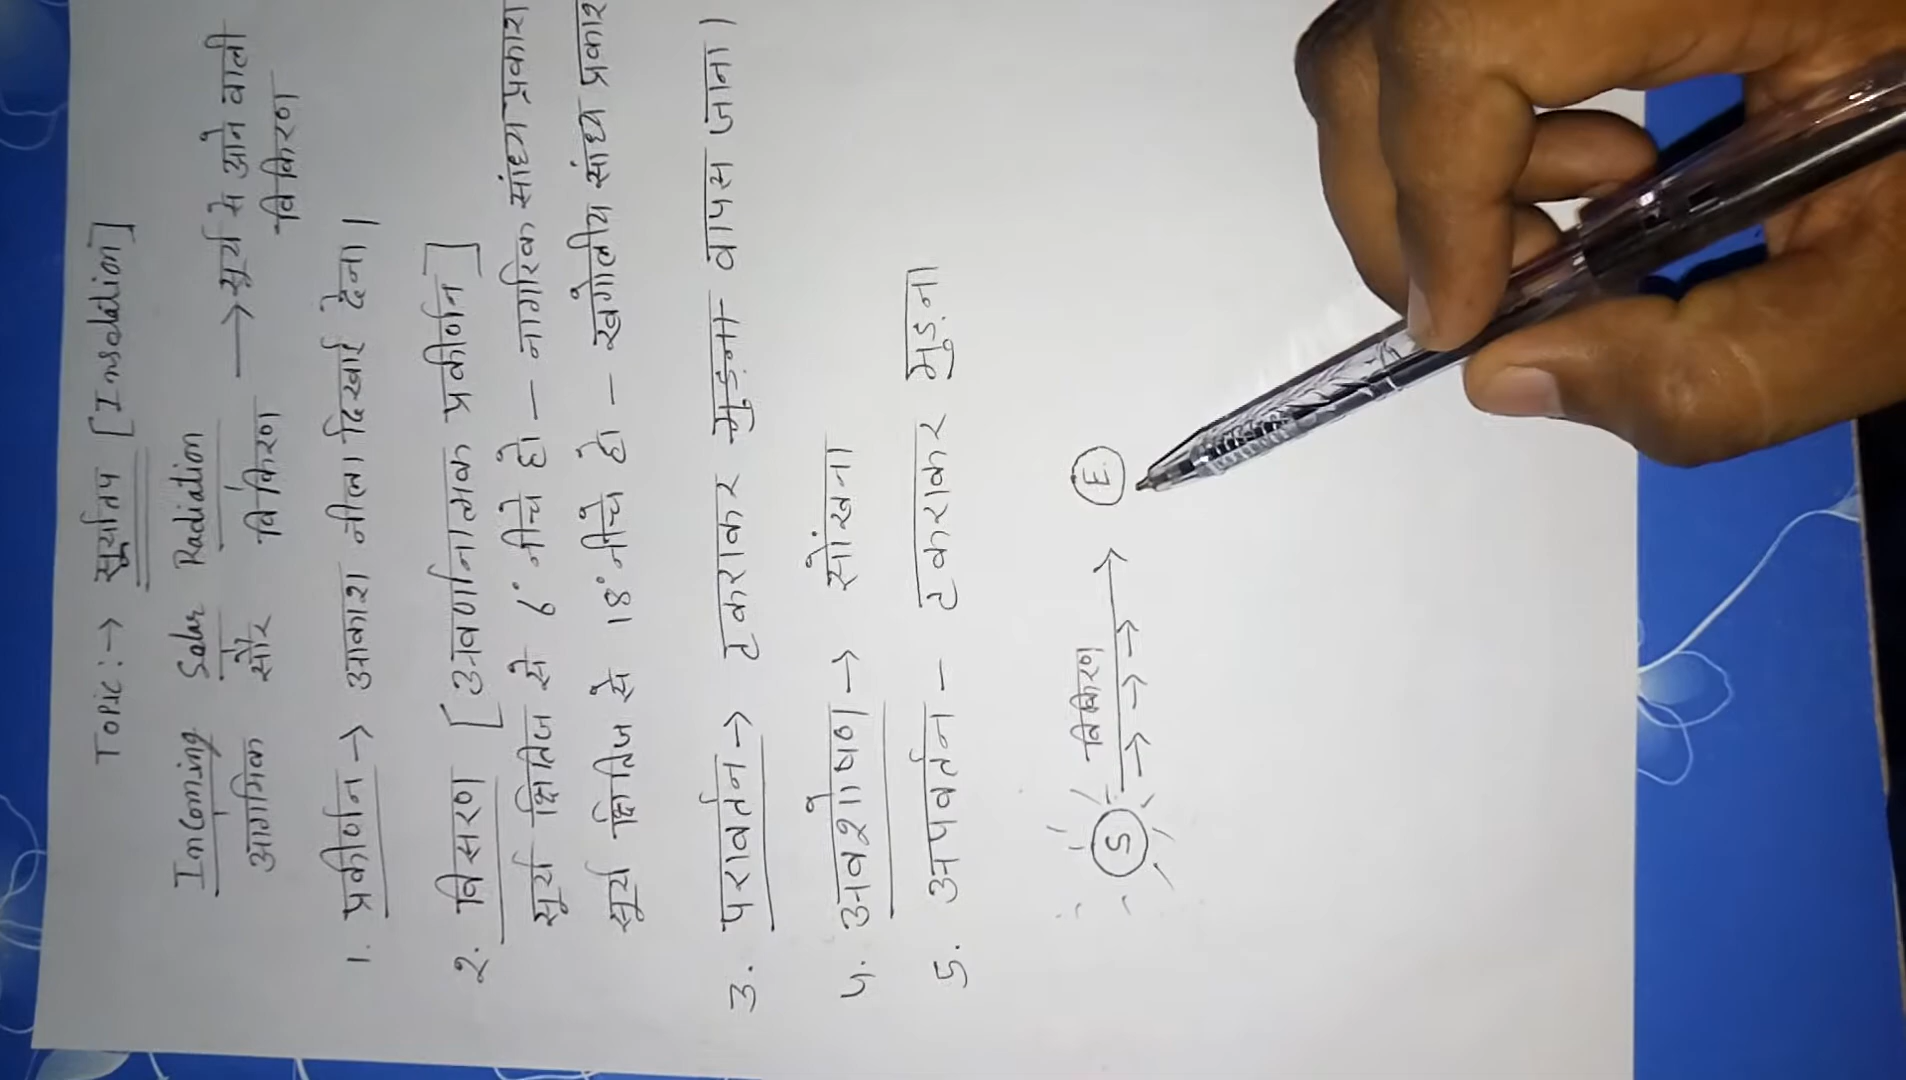 Topic :→ सूर्यातप [Insolation]
Incoming Solar Radiation
आगमिक सौर विकिरण → सूर्य से आने वाली विकिरण
1. प्रकीर्णन → आकाश नीला दिखाई देना।
2. विसरण [अवर्णनात्मक प्रकीर्णन]
सूर्य क्षितिज से 6° नीचे हो – नागरिक सांध्य प्रकाश
सूर्य क्षितिज से 18° नीचे हो – खगोलीय सांध्य प्रकाश
3. परावर्तन → टकराकर मुड़ना वापस जाना।
4. अवशोषण → सोंखना
5. अपवर्तन – टकराकर मुड़ना
विकिरण
S E